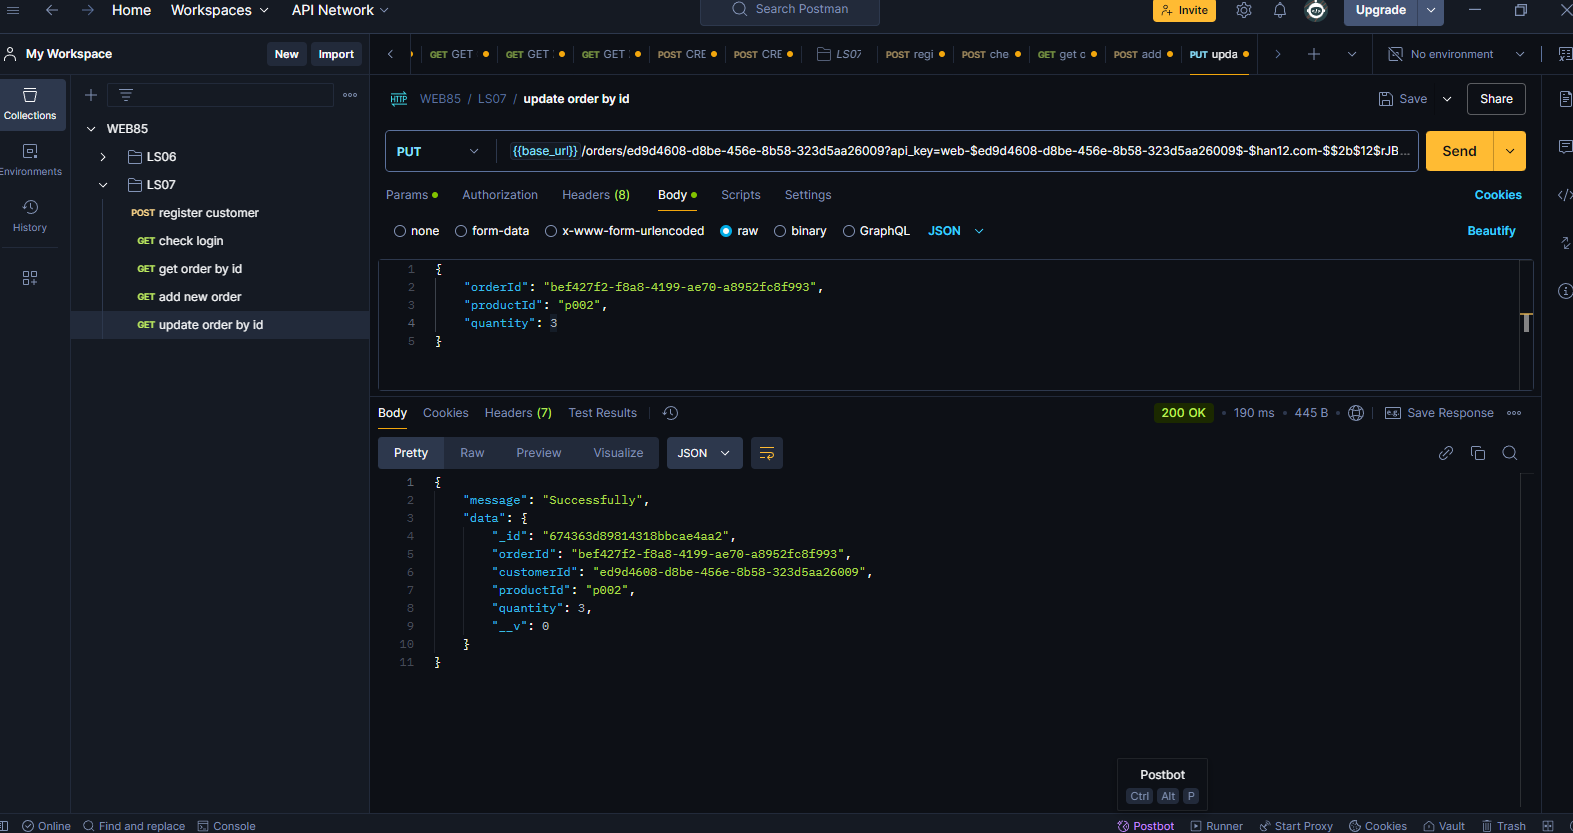 Home Workspaces API Network Search Postman Invite Upgrade
My Workspace New Import
GET GET GET GET GET POST CRE POST CRE LS07 POST regi POST che GET get o POST add PUT upda No environment
Collections
Environments
History
WEB85
LS06
LS07
POST register customer
GET check login
GET get order by id
GET add new order
GET update order by id
HTTP WEB85 / LS07 / update order by id Save Share
PUT {{base_url}}/orders/ed9d4608-d8be-456e-8b58-323d5aa26009?api_key=web-$ed9d4608-d8be-456e-8b58-323d5aa26009$-$han12.com-$$2b$12$rJB... Send
Params Authorization Headers (8) Body Scripts Settings Cookies
none form-data x-www-form-urlencoded raw binary GraphQL JSON Beautify
1 {
2 "orderId": "bef427f2-f8a8-4199-ae70-a8952fc8f993",
3 "productId": "p002",
4 "quantity": 3
5 }
Body Cookies Headers (7) Test Results 200 OK • 190 ms • 445 B • e.g. Save Response
Pretty Raw Preview Visualize JSON
1 {
2 "message": "Successfully",
3 "data": {
4 "_id": "674363d89814318bbcae4aa2",
5 "orderId": "bef427f2-f8a8-4199-ae70-a8952fc8f993",
6 "customerId": "ed9d4608-d8be-456e-8b58-323d5aa26009",
7 "productId": "p002",
8 "quantity": 3,
9 "__v": 0
10 }
11 }
Postbot
Ctrl Alt P
Online Find and replace Console Postbot Runner Start Proxy Cookies Vault Trash